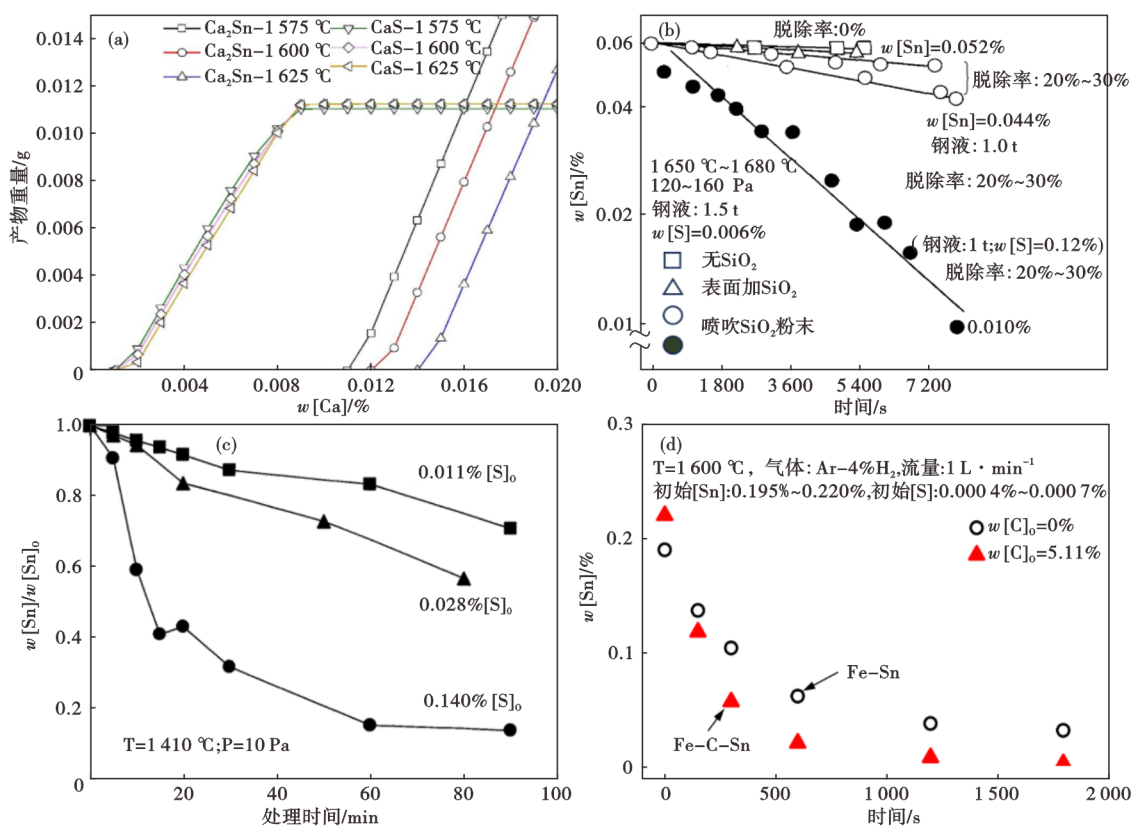 (a)
Ca₂Sn-1 575 ℃
CaS-1 575 ℃
Ca₂Sn-1 600 ℃
CaS-1 600 ℃
Ca₂Sn-1 625 ℃
CaS-1 625 ℃
0.014
0.012
0.010
0.008
0.006
0.004
0.002
0
产物重量/g
0.004
0.008
0.012
0.016
0.020
w[Ca]/%
(b)
脱除率:0%
w[Sn]=0.052%
脱除率: 20%~30%
w[Sn]=0.044%
钢液: 1.0 t
1 650 ℃~1 680℃
120~160 Pa
脱除率: 20%~30%
钢液: 1.5 t
w[S]=0.006%
(钢液:1 t;w[S]=0.12%)
无SiO₂
脱除率: 20%~30%
表面加SiO₂
喷吹SiO₂粉末
0.010%
0.06
0.04
0.02
0.01
w[Sn]/%
0
1 800
3 600
5 400
7 200
时间/s
(c)
0.011%[S]₀
0.028%[S]₀
0.140%[S]₀
T=1 410 ℃;P=10 Pa
1.0
0.8
0.6
0.4
0.2
0
w[Sn]/w[Sn]₀
20
40
60
80
100
处理时间/min
(d)
T=1 600 ℃, 气体: Ar-4%H₂,流量:1 L·min⁻¹
初始[Sn]:0.195%~0.220%,初始[S]:0.000 4%~0.000 7%
w[C]₀=0%
w[C]₀=5.11%
Fe-Sn
Fe-C-Sn
0.3
0.2
0.1
0
w[Sn]/%
0
500
1 000
1 500
2 000
时间/s